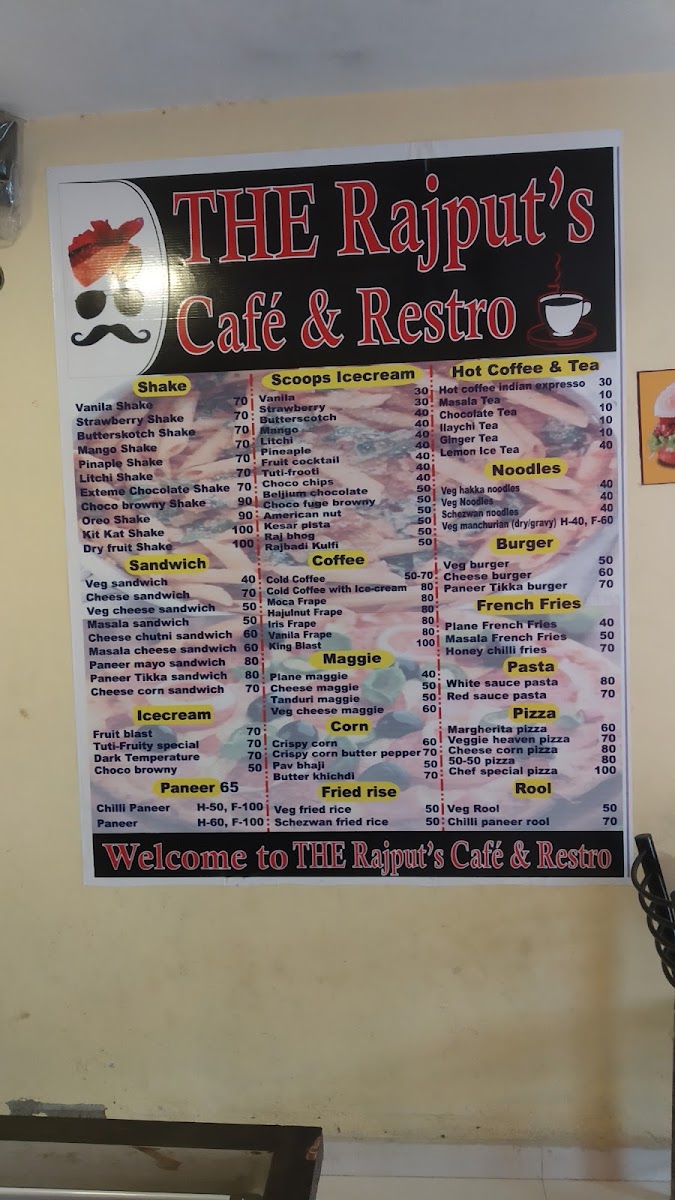 THE Rajput's
Café & Restro
Shake
Vanila Shake 70
Strawberry Shake 70
Butterskotch Shake 70
Mango Shake 70
Pinaple Shake 70
Litchi Shake 70
Exteme Chocolate Shake 70
Choco browny Shake 90
Oreo Shake 90
Kit Kat Shake 100
Dry fruit Shake 100
Sandwich
Veg sandwich 40
Cheese sandwich 70
Veg cheese sandwich 50
Masala sandwich 50
Cheese chutni sandwich 60
Masala cheese sandwich 60
Paneer mayo sandwich 80
Paneer Tikka sandwich 80
Cheese corn sandwich 70
Icecream
Fruit blast 70
Tuti-Fruity special 70
Dark Temperature 70
Choco browny 50
Paneer 65
Chilli Paneer H-50, F-100
Paneer H-60, F-100
Scoops Icecream
Vanila 30
Strawberry 30
Butterscotch 40
Mango 40
Litchi 40
Pineaple 40
Fruit cocktail 40
Tuti-frooti 40
Choco chips 40
Beljium chocolate 50
Choco fuge browny 50
American nut 50
Kesar pista 50
Raj bhog 50
Rajbadi Kulfi 50
Coffee
Cold Coffee 50-70
Cold Coffee with Ice-cream 80
Moca Frape 80
Hajulnut Frape 80
Iris Frape 80
Vanila Frape 80
King Blast 100
Maggie
Plane maggie 40
Cheese maggie 50
Tanduri maggie 50
Veg cheese maggie 60
Corn
Crispy corn 60
Crispy corn butter pepper 70
Pav bhaji 50
Butter khichdi 70
Fried rise
Veg fried rice 50
Schezwan fried rice 50
Hot Coffee & Tea
Hot coffee indian expresso 30
Masala Tea 10
Chocolate Tea 10
Ilaychi Tea 10
Ginger Tea 10
Lemon Ice Tea 40
Noodles
Veg hakka noodles 40
Veg Noodles 40
Schezwan noodles 40
Veg manchurian (dry/gravy) H-40, F-60
Burger
Veg burger 50
Cheese burger 60
Paneer Tikka burger 70
French Fries
Plane French Fries 40
Masala French Fries 50
Honey chilli fries 70
Pasta
White sauce pasta 80
Red sauce pasta 70
Pizza
Margherita pizza 60
Veggie heaven pizza 70
Cheese corn pizza 80
50-50 pizza 80
Chef special pizza 100
Rool
Veg Rool 50
Chilli paneer rool 70
Welcome to THE Rajput's Café & Restro